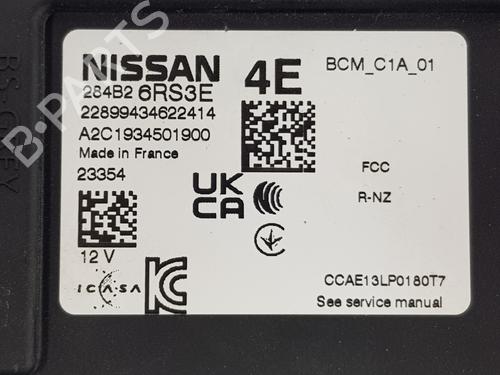 NISSAN 4E BCM_C1A_01
284B2 6RS3E
22899434622414
A2C1934501900
Made in France
23354
FCC
R-NZ
UK
CA
12 V
ICASA
CCAE13LP0180T7
See service manual
B-PARTS